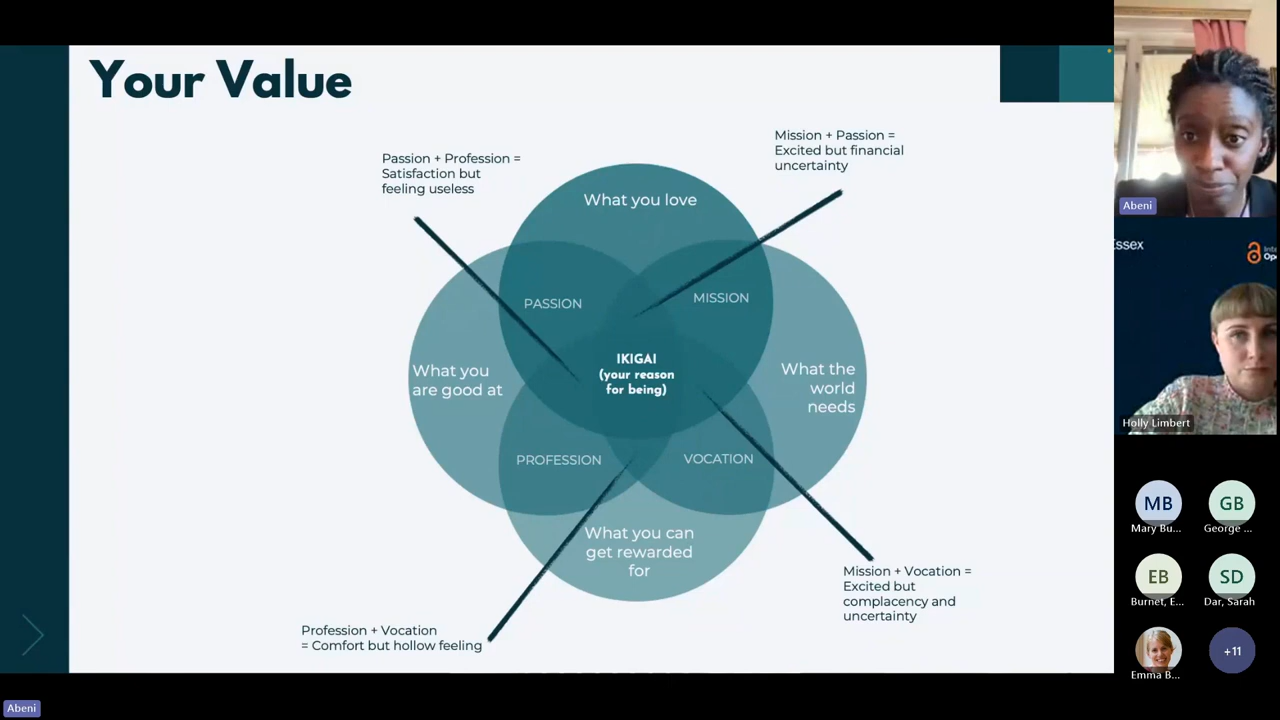 Your Value
Passion + Profession =
Satisfaction but
feeling useless
Mission + Passion =
Excited but financial
uncertainty
What you love
PASSION
MISSION
What you
are good at
IKIGAI
(your reason
for being)
What the
world
needs
PROFESSION
VOCATION
What you can
get rewarded
for
Mission + Vocation =
Excited but
complacency and
uncertainty
Profession + Vocation
= Comfort but hollow feeling
Abeni
Abeni
Essex
Inte
Op
Holly Limbert
MB
GB
Mary Bu...
George ...
EB
SD
Burnet, E...
Dar, Sarah
Emma B...
+11